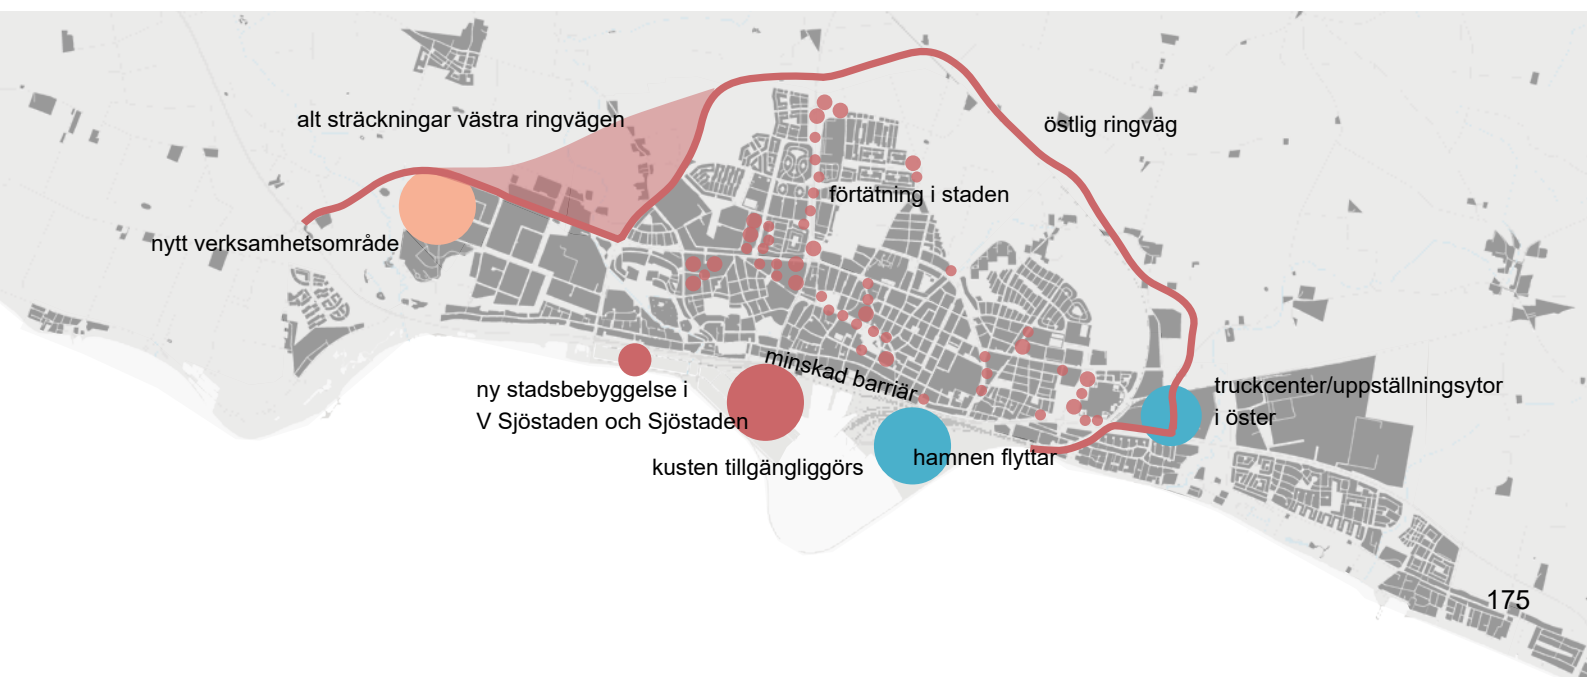 alt sträckningar västra ringvägen
östlig ringväg
förtätning i staden
nytt verksamhetsområde
minskad barriär
ny stadsbebyggelse i
V Sjöstaden och Sjöstaden
truckcenter/uppställningsytor
i öster
kusten tillgängliggörs
hamnen flyttar
175